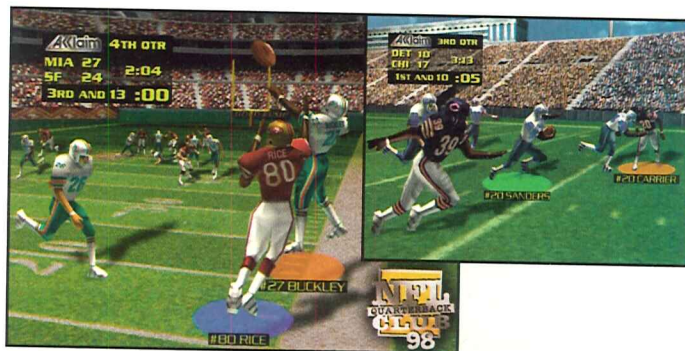 AKClaim 4TH QTR
MIA 27 2:04
SF 24
3RD AND 13 :00
RICE
80
#27 BUCKLEY
#80 RICE
AKClaim 3RD QTR
DET 10 3:13
CHI 17
1ST AND 10 :05
39
#20 SANDERS
#20 CARRIER
NFL
QUARTERBACK
CLUB
98